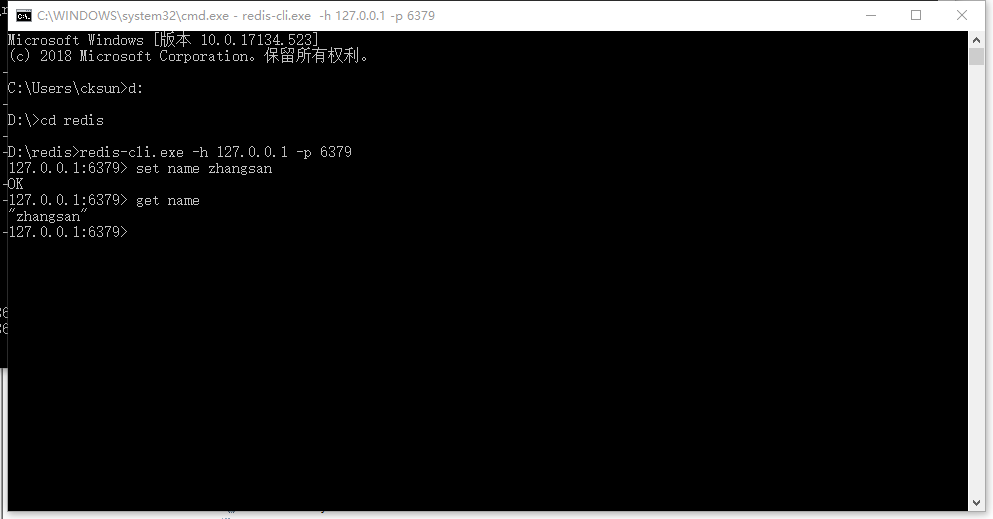 C:\WINDOWS\system32\cmd.exe - redis-cli.exe  -h 127.0.0.1 -p 6379
Microsoft Windows [版本 10.0.17134.523]
(c) 2018 Microsoft Corporation。保留所有权利。
C:\Users\cksun>d:
D:\>cd redis
D:\redis>redis-cli.exe -h 127.0.0.1 -p 6379
127.0.0.1:6379> set name zhangsan
OK
127.0.0.1:6379> get name
"zhangsan"
127.0.0.1:6379>